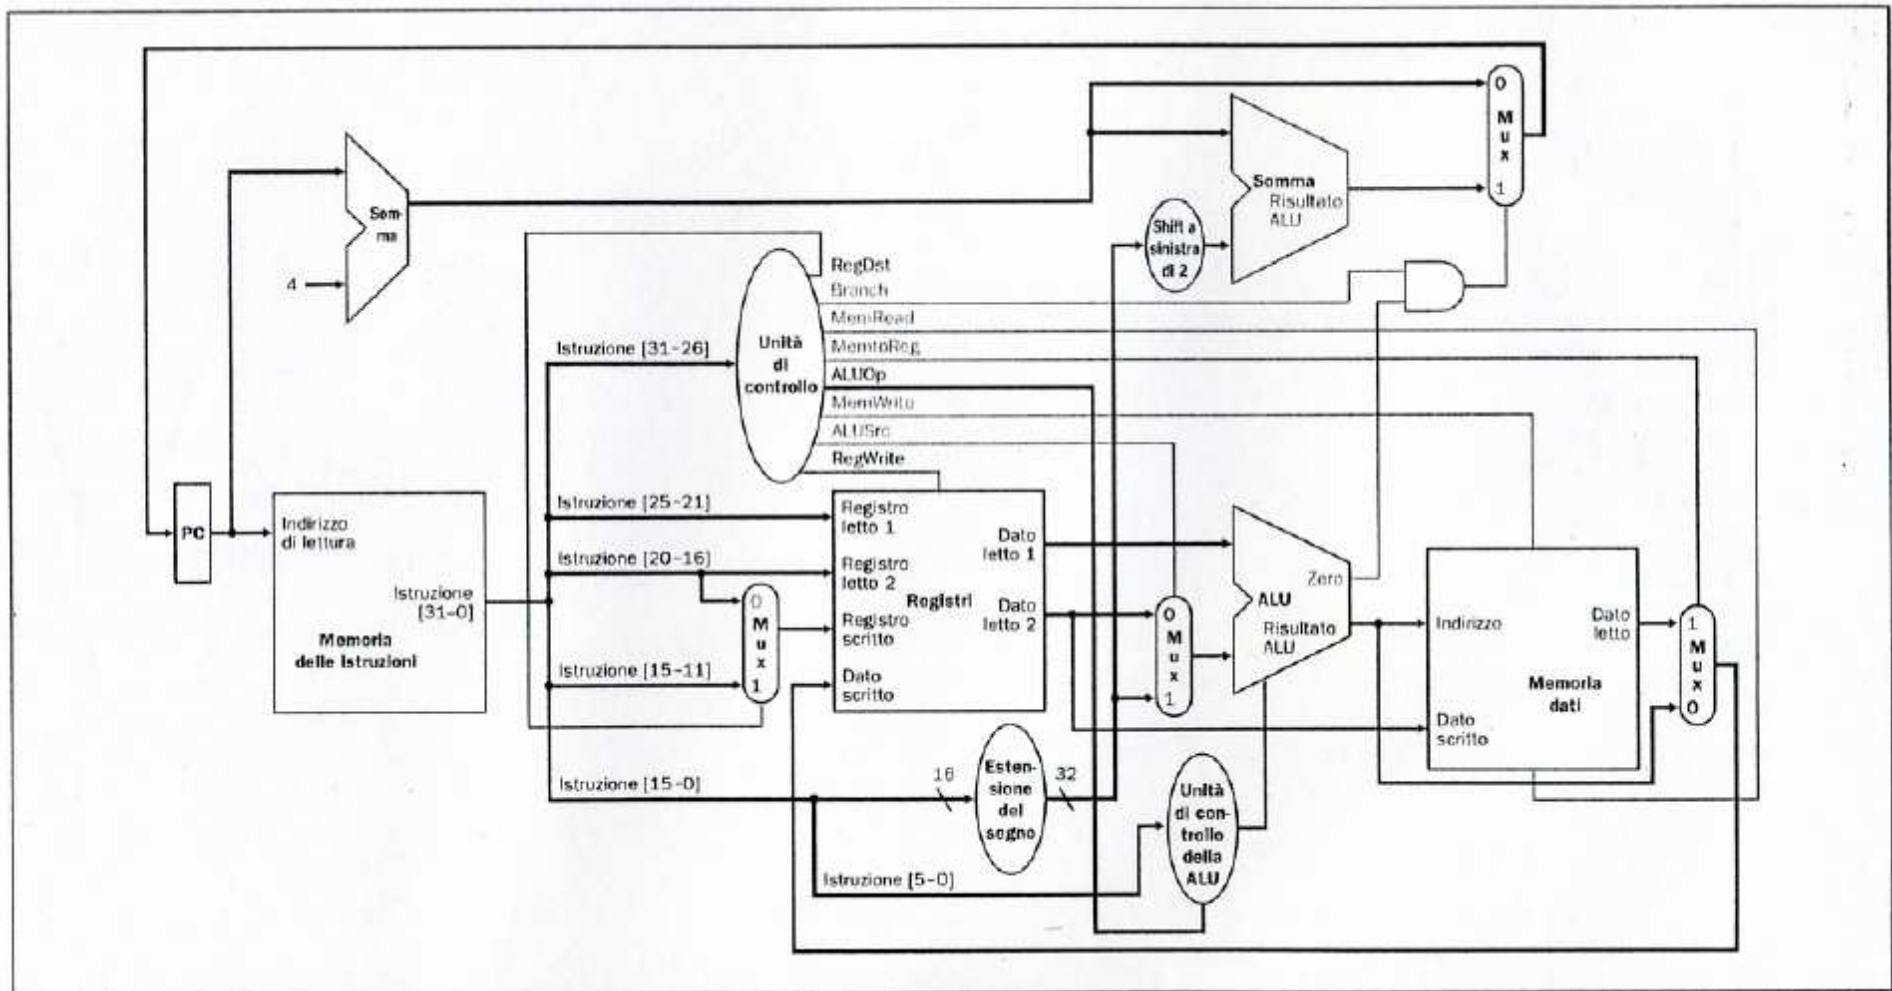 0
M
u
x
1
Somma
Risultato
ALU
Som-
ma
4
Shift a
sinistra
di 2
RegDst
Branch
MemRead
MemtoReg
ALUOp
MemWrite
ALUSrc
RegWrite
Unità
di
controllo
Istruzione [31-26]
PC
Indirizzo
di lettura
Istruzione
[31-0]
Memoria
delle Istruzioni
Istruzione [25-21]
Istruzione [20-16]
Istruzione [15-11]
Istruzione [15-0]
Istruzione [5-0]
0
M
u
x
1
Registro
letto 1
Registro
letto 2
Registro
scritto
Dato
scritto
Registri
Dato
letto 1
Dato
letto 2
0
M
u
x
1
Zero
ALU
Risultato
ALU
Indirizzo
Dato
letto
Memoria
dati
Dato
scritto
1
M
u
x
0
16
Esten-
sione
del
segno
32
Unità
di con-
trollo
della
ALU